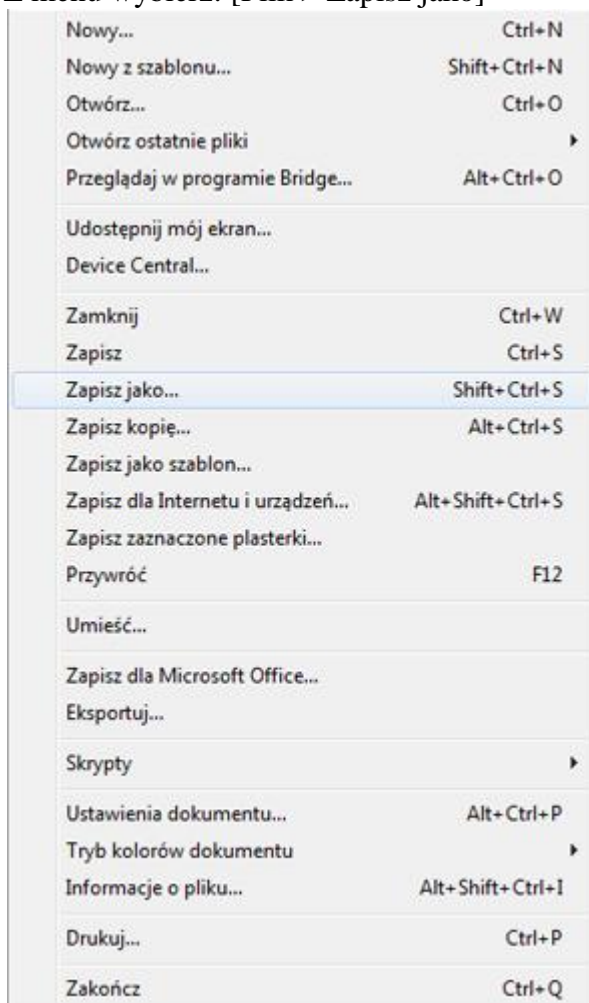 Z menu wybierz: [Plik > Zapisz jako]
Nowy... Ctrl+N
Nowy z szablonu... Shift+Ctrl+N
Otwórz... Ctrl+O
Otwórz ostatnie pliki
Przeglądaj w programie Bridge... Alt+Ctrl+O
Udostępnij mój ekran...
Device Central...
Zamknij Ctrl+W
Zapisz Ctrl+S
Zapisz jako... Shift+Ctrl+S
Zapisz kopię... Alt+Ctrl+S
Zapisz jako szablon...
Zapisz dla Internetu i urządzeń... Alt+Shift+Ctrl+S
Zapisz zaznaczone plasterki...
Przywróć F12
Umieść...
Zapisz dla Microsoft Office...
Eksportuj...
Skrypty
Ustawienia dokumentu... Alt+Ctrl+P
Tryb kolorów dokumentu
Informacje o pliku... Alt+Shift+Ctrl+I
Drukuj... Ctrl+P
Zakończ Ctrl+Q